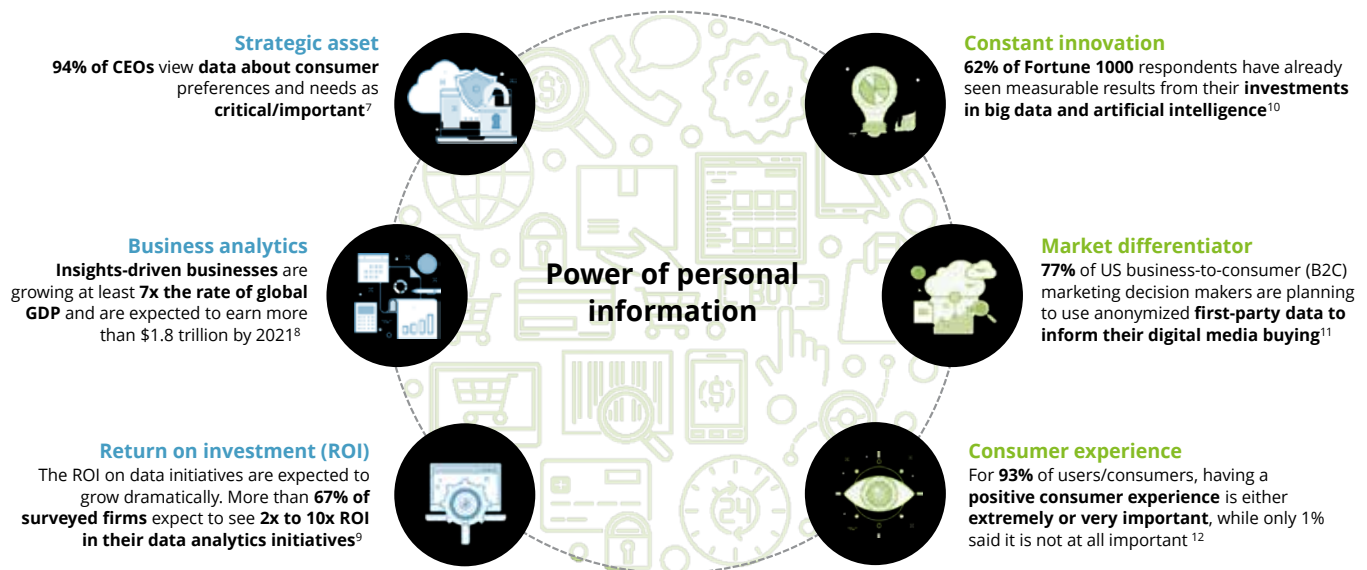 Strategic asset
94% of CEOs view data about consumer
preferences and needs as
critical/important7
Business analytics
Insights-driven businesses are
growing at least 7x the rate of global
GDP and are expected to earn more
than $1.8 trillion by 20218
Return on investment (ROI)
The ROI on data initiatives are expected to
grow dramatically. More than 67% of
surveyed firms expect to see 2x to 10x ROI
in their data analytics initiatives9
Power of personal
information
BUY
24
Constant innovation
62% of Fortune 1000 respondents have already
seen measurable results from their investments
in big data and artificial intelligence10
Market differentiator
77% of US business-to-consumer (B2C)
marketing decision makers are planning
to use anonymized first-party data to
inform their digital media buying11
Consumer experience
For 93% of users/consumers, having a
positive consumer experience is either
extremely or very important, while only 1%
said it is not at all important 12